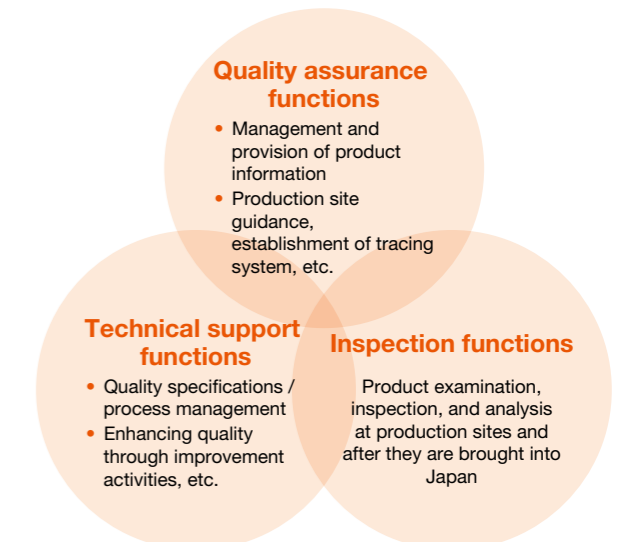 Quality assurance
functions
• Management and
provision of product
information
• Production site
guidance,
establishment of tracing
system, etc.
Technical support
functions
• Quality specifications /
process management
• Enhancing quality
through improvement
activities, etc.
Inspection functions
Product examination,
inspection, and analysis
at production sites and
after they are brought into
Japan